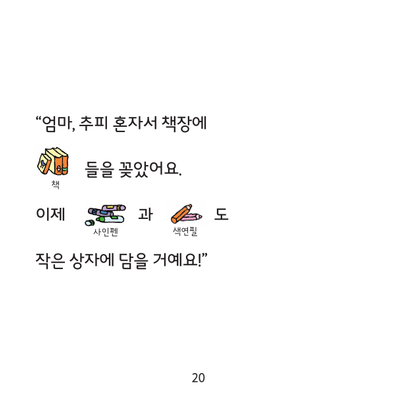 “엄마, 추피 혼자서 책장에
들을 꽂았어요.
책
이제 과 도
사인펜 색연필
작은 상자에 담을 거예요!”
20